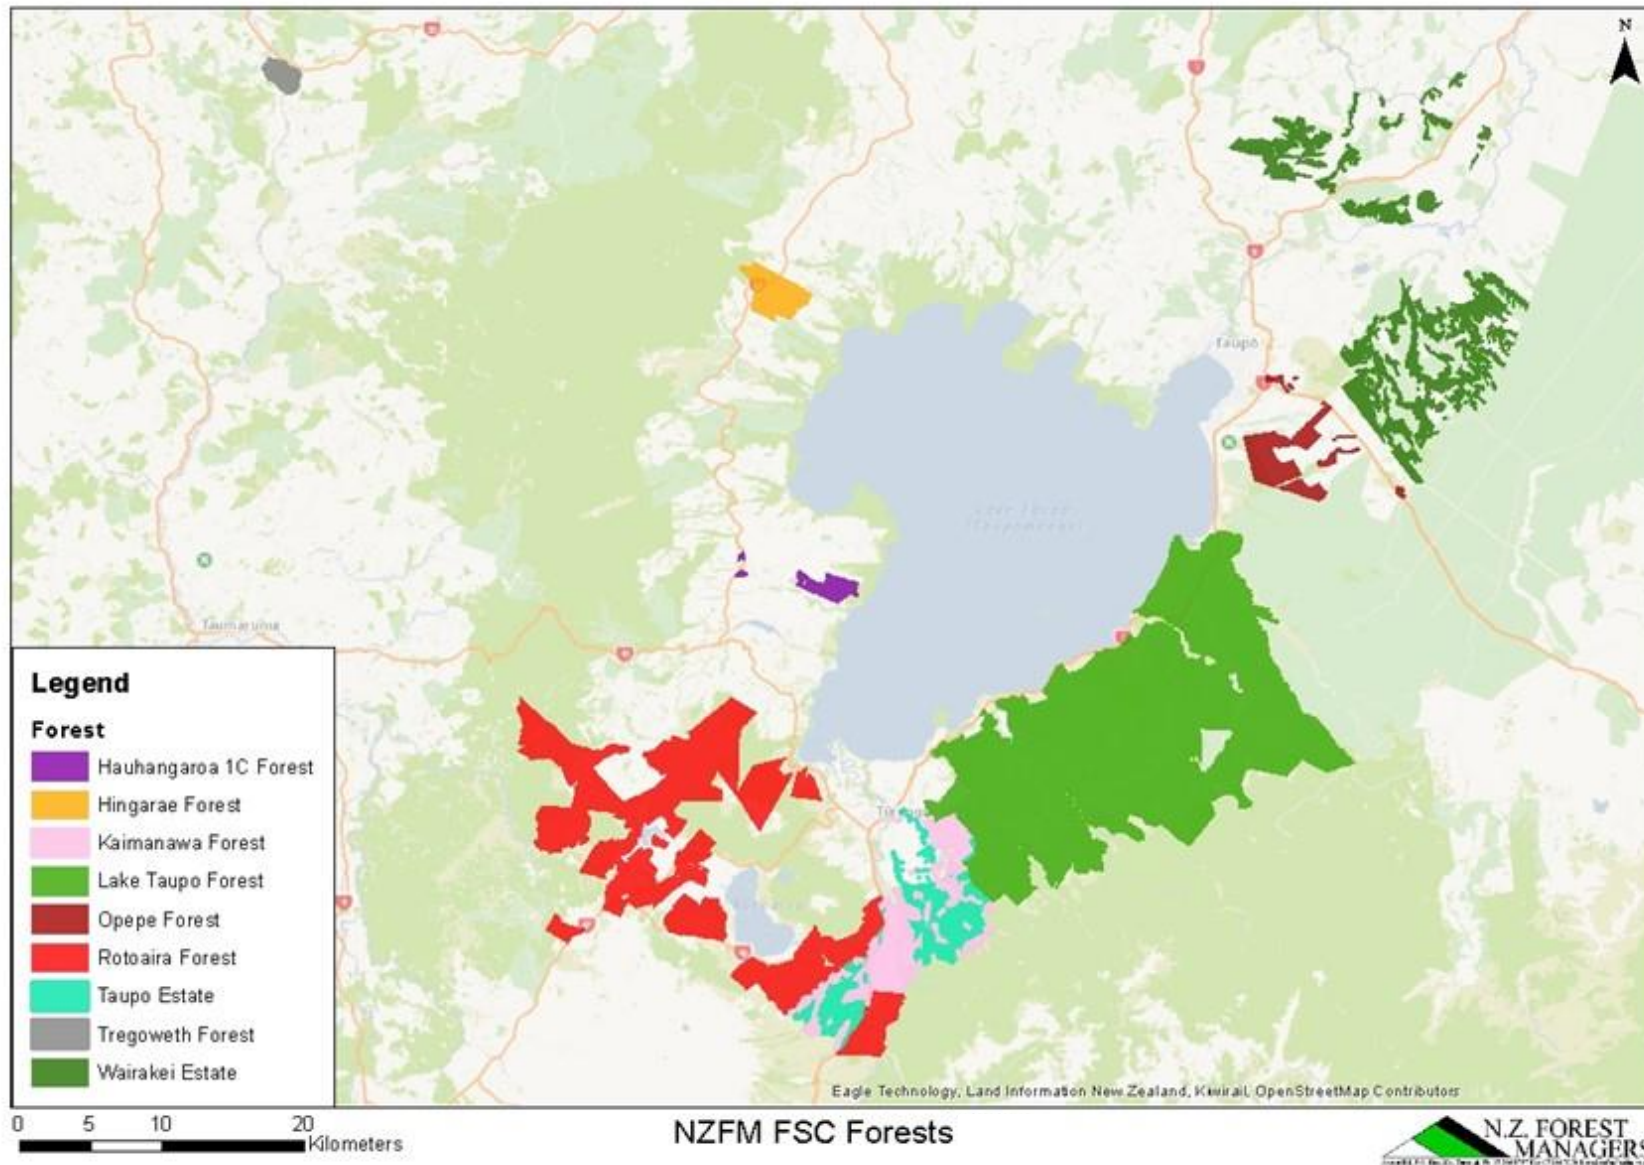 N
Taupō
Taumarunui
Legend
Forest
Hauhangaroa 1C Forest
Hingarae Forest
Kaimanawa Forest
Lake Taupo Forest
Opepe Forest
Rotoaira Forest
Taupo Estate
Tregoweth Forest
Wairakei Estate
Eagle Technology, Land Information New Zealand, Kiwirail, OpenStreetMap Contributors
0 5 10 20
Kilometers
NZFM FSC Forests
N.Z. FOREST
MANAGERS